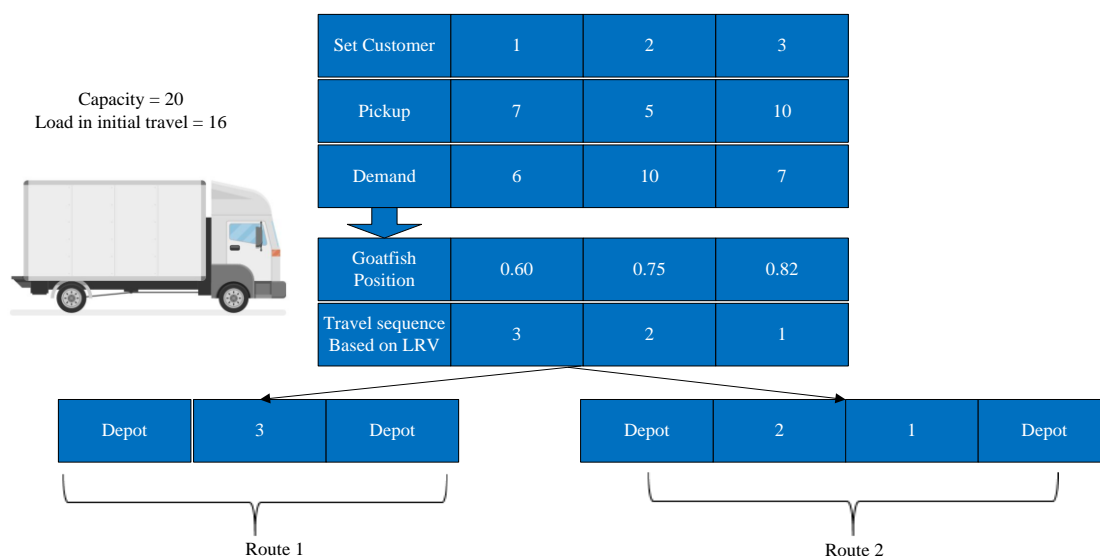 Capacity = 20
Load in initial travel = 16
Set Customer 1 2 3
Pickup 7 5 10
Demand 6 10 7
Goatfish
Position 0.60 0.75 0.82
Travel sequence
Based on LRV 3 2 1
Depot 3 Depot
Depot 2 1 Depot
Route 1
Route 2